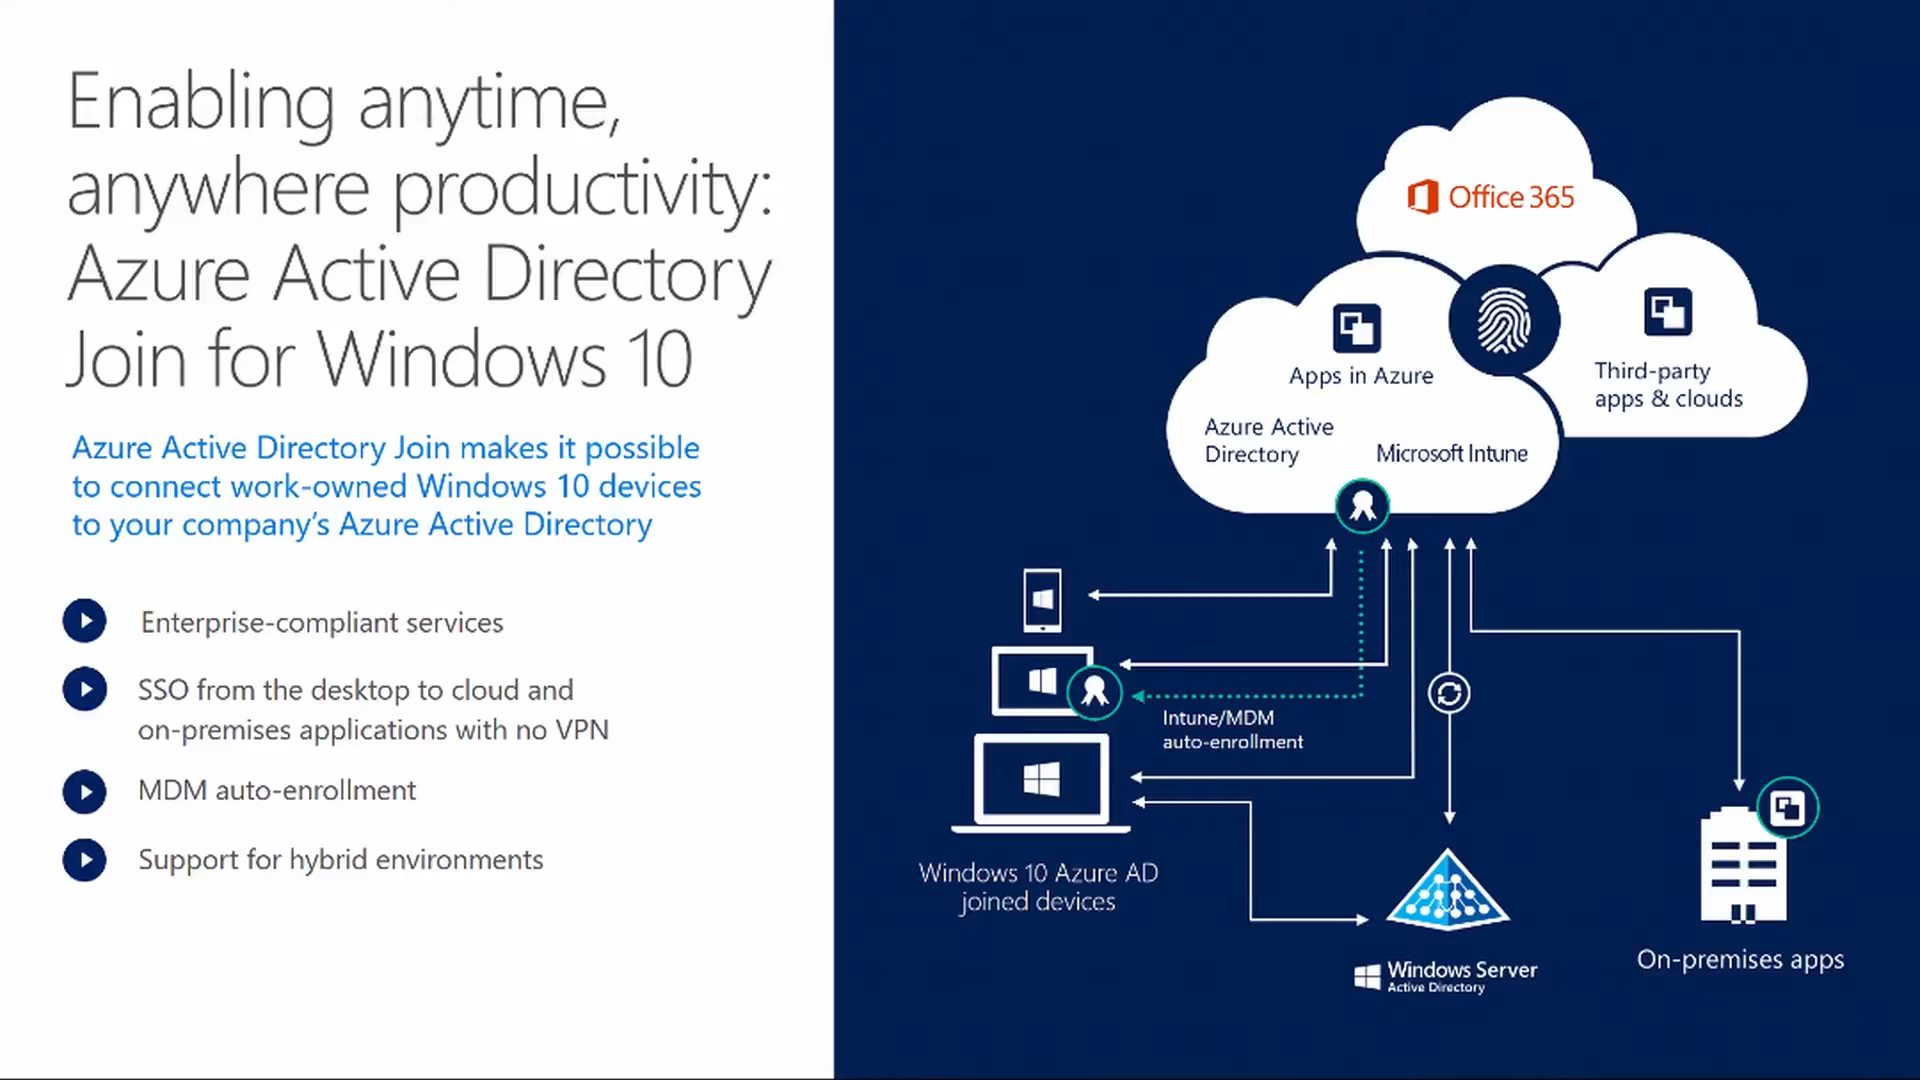 Enabling anytime,
anywhere productivity:
Azure Active Directory
Join for Windows 10
Azure Active Directory Join makes it possible
to connect work-owned Windows 10 devices
to your company's Azure Active Directory
Enterprise-compliant services
SSO from the desktop to cloud and
on-premises applications with no VPN
MDM auto-enrollment
Support for hybrid environments
Office 365
Apps in Azure
Third-party
apps & clouds
Azure Active
Directory
Microsoft Intune
Intune/MDM
auto-enrollment
Windows 10 Azure AD
joined devices
Windows Server
Active Directory
On-premises apps